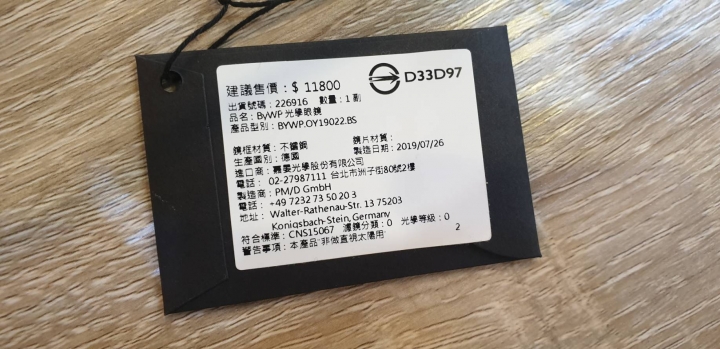 建議售價：$ 11800
D33D97
出貨號碼：226916 數量：1 副
品名：ByWP 光學眼鏡
產品型別：BYWP.OY19022.BS
鏡框材質：不鏽鋼 鏡片材質：
生產國別：德國 製造日期：2019/07/26
進口商：嘉晏光學股份有限公司
電話： 02-27987111 台北市洲子街80號2樓
製造商：PM/D GmbH
電話：+49 7232 73 50 20 3
地址： Walter-Rathenau-Str. 13 75203
Konigsbach-Stein, Germany
符合標準：CNS15067 濾鏡分類：0 光學等級：0
警告事項：本產品"非做直視太陽用 2